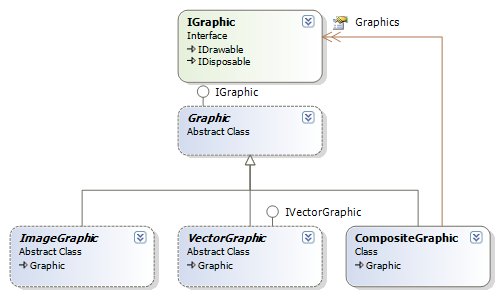 IGraphic
Interface
IDrawable
IDisposable
Graphics
IGraphic
Graphic
Abstract Class
IVectorGraphic
ImageGraphic
Abstract Class
Graphic
VectorGraphic
Abstract Class
Graphic
CompositeGraphic
Class
Graphic